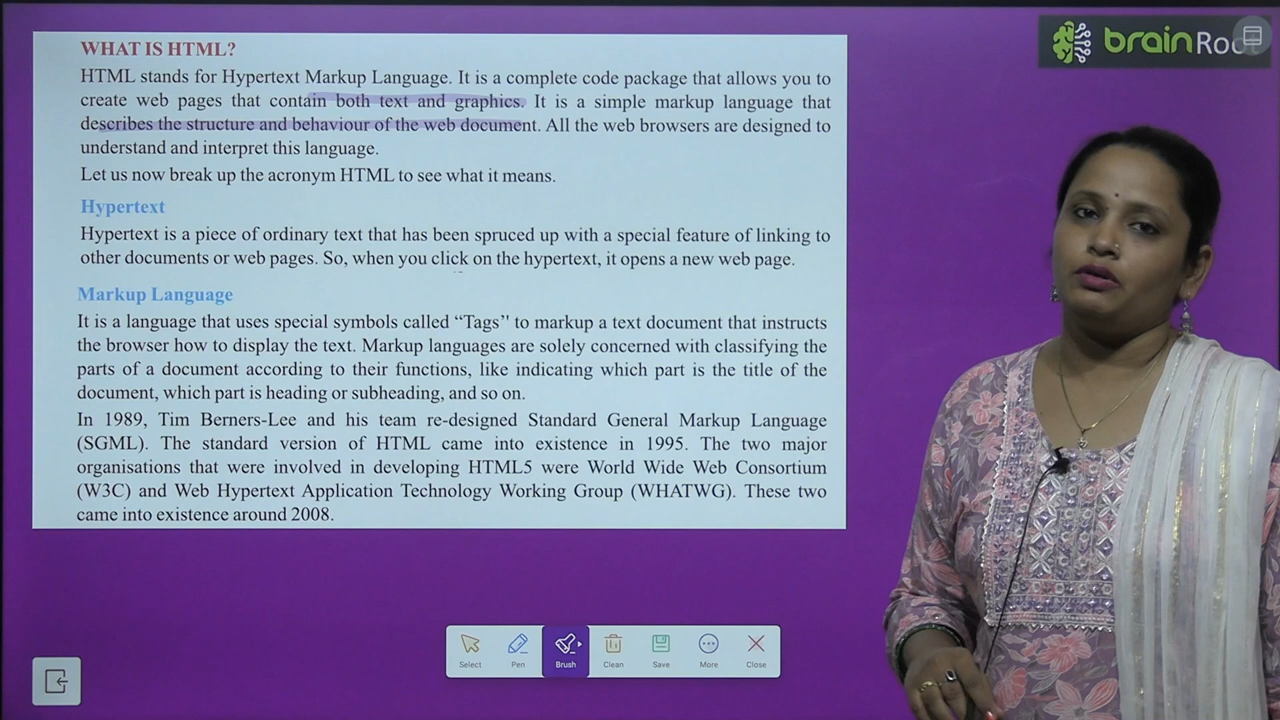 WHAT IS HTML?
HTML stands for Hypertext Markup Language. It is a complete code package that allows you to
create web pages that contain both text and graphics. It is a simple markup language that
describes the structure and behaviour of the web document. All the web browsers are designed to
understand and interpret this language.
Let us now break up the acronym HTML to see what it means.
Hypertext
Hypertext is a piece of ordinary text that has been spruced up with a special feature of linking to
other documents or web pages. So, when you click on the hypertext, it opens a new web page.
Markup Language
It is a language that uses special symbols called “Tags" to markup a text document that instructs
the browser how to display the text. Markup languages are solely concerned with classifying the
parts of a document according to their functions, like indicating which part is the title of the
document, which part is heading or subheading, and so on.
In 1989, Tim Berners-Lee and his team re-designed Standard General Markup Language
(SGML). The standard version of HTML came into existence in 1995. The two major
organisations that were involved in developing HTML5 were World Wide Web Consortium
(W3C) and Web Hypertext Application Technology Working Group (WHATWG). These two
came into existence around 2008.
Select Pen Brush Clean Save More Close